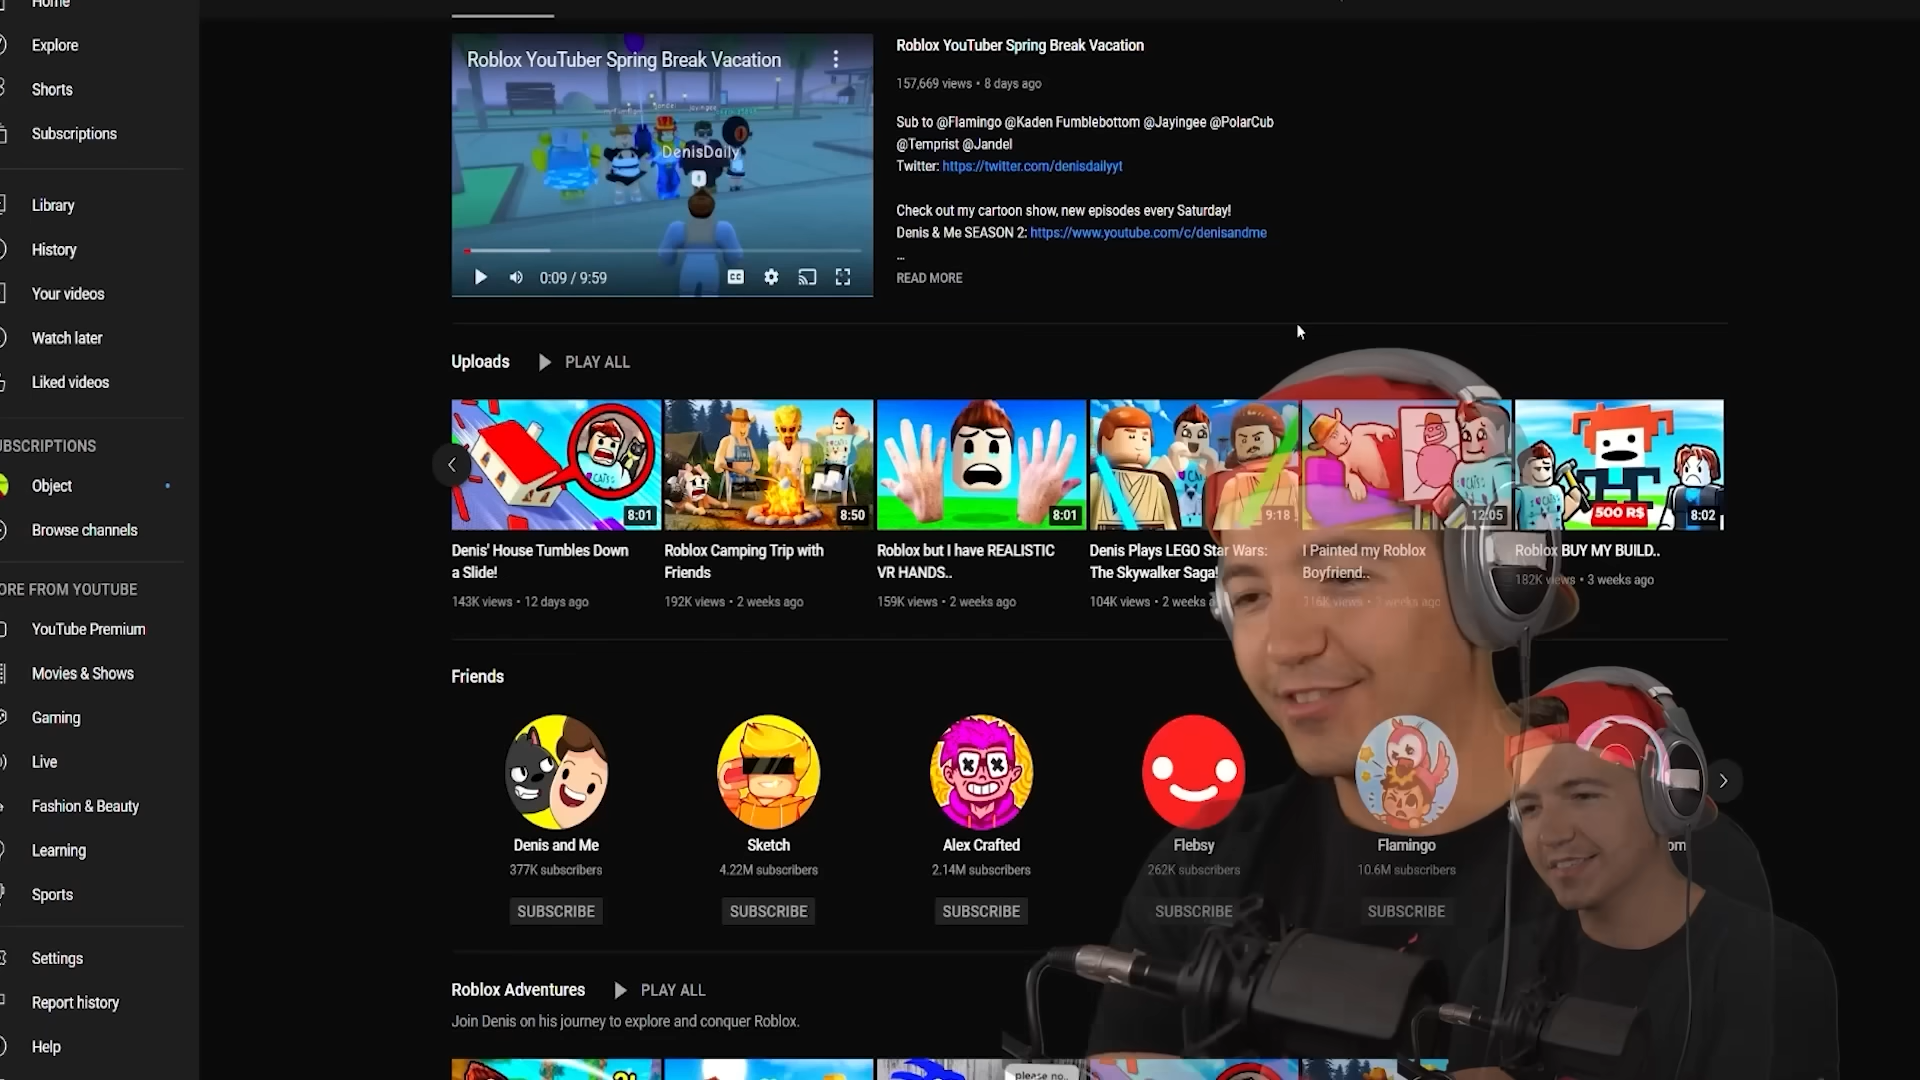 Home
Explore
Shorts
Subscriptions
Library
History
Your videos
Watch later
Liked videos
UBSCRIPTIONS
Object
Browse channels
ORE FROM YOUTUBE
YouTube Premium
Movies & Shows
Gaming
Live
Fashion & Beauty
Learning
Sports
Settings
Report history
Help
Roblox YouTuber Spring Break Vacation
DenisDaily
0:09 / 9:59
CC
Roblox YouTuber Spring Break Vacation
157,669 views • 8 days ago
Sub to @Flamingo @Kaden Fumblebottom @Jayingee @PolarCub
@Temprist @Jandel
Twitter: https://twitter.com/denisdailyyt
Check out my cartoon show, new episodes every Saturday!
Denis & Me SEASON 2: https://www.youtube.com/c/denisandme
...
READ MORE
Uploads PLAY ALL
8:01
Denis' House Tumbles Down
a Slide!
143K views • 12 days ago
8:50
Roblox Camping Trip with
Friends
192K views • 2 weeks ago
8:01
Roblox but I have REALISTIC
VR HANDS..
159K views • 2 weeks ago
9:18
Denis Plays LEGO Star Wars:
The Skywalker Saga!
104K views • 2 weeks a
12:05
I Painted my Roblox
Boyfriend..
116K views
500 R$
8:02
Roblox BUY MY BUILD..
182K views • 3 weeks ago
Friends
Denis and Me
377K subscribers
SUBSCRIBE
Sketch
4.22M subscribers
SUBSCRIBE
Alex Crafted
2.14M subscribers
SUBSCRIBE
Flebsy
262K subscribers
SUBSCRIBE
Flamingo
10.6M subscribers
SUBSCRIBE
om
Roblox Adventures PLAY ALL
Join Denis on his journey to explore and conquer Roblox.
please no..